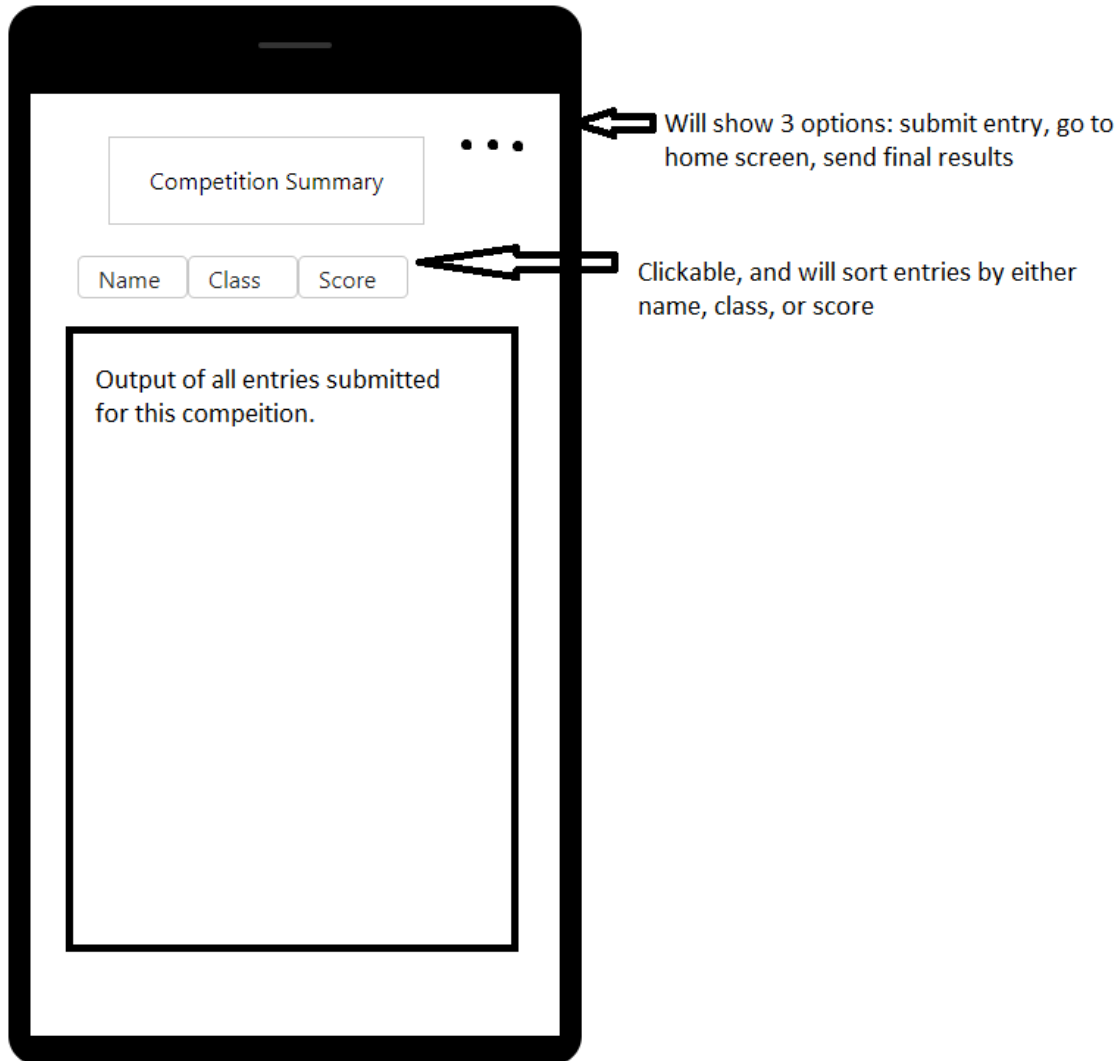 Competition Summary
Will show 3 options: submit entry, go to
home screen, send final results
Name Class Score
Clickable, and will sort entries by either
name, class, or score
Output of all entries submitted
for this compeition.